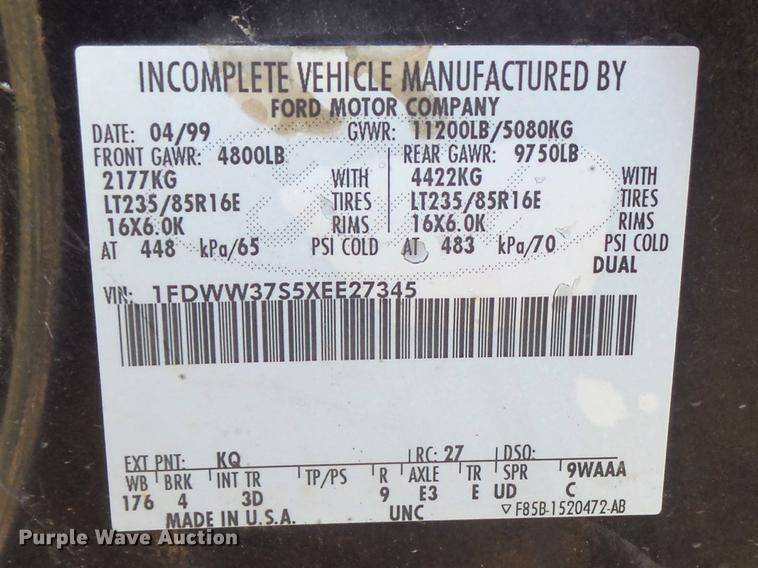 INCOMPLETE VEHICLE MANUFACTURED BY
FORD MOTOR COMPANY
DATE: 04/99 GVWR: 11200LB/5080KG
FRONT GAWR: 4800LB REAR GAWR: 9750LB
2177KG WITH 4422KG WITH
LT235/85R16E TIRES LT235/85R16E TIRES
16X6.0K RIMS 16X6.0K RIMS
AT 448 kPa/65 PSI COLD AT 483 kPa/70 PSI COLD
DUAL
VIN: 1FDWW37S5XEE27345
EXT PNT: KQ RC: 27 DSO:
WB BRK INT TR TP/PS R AXLE TR SPR 9WAAA
176 4 3D 9 E3 E UD C
MADE IN U.S.A. UNC ▽ F85B-1520472-AB
Purple Wave Auction